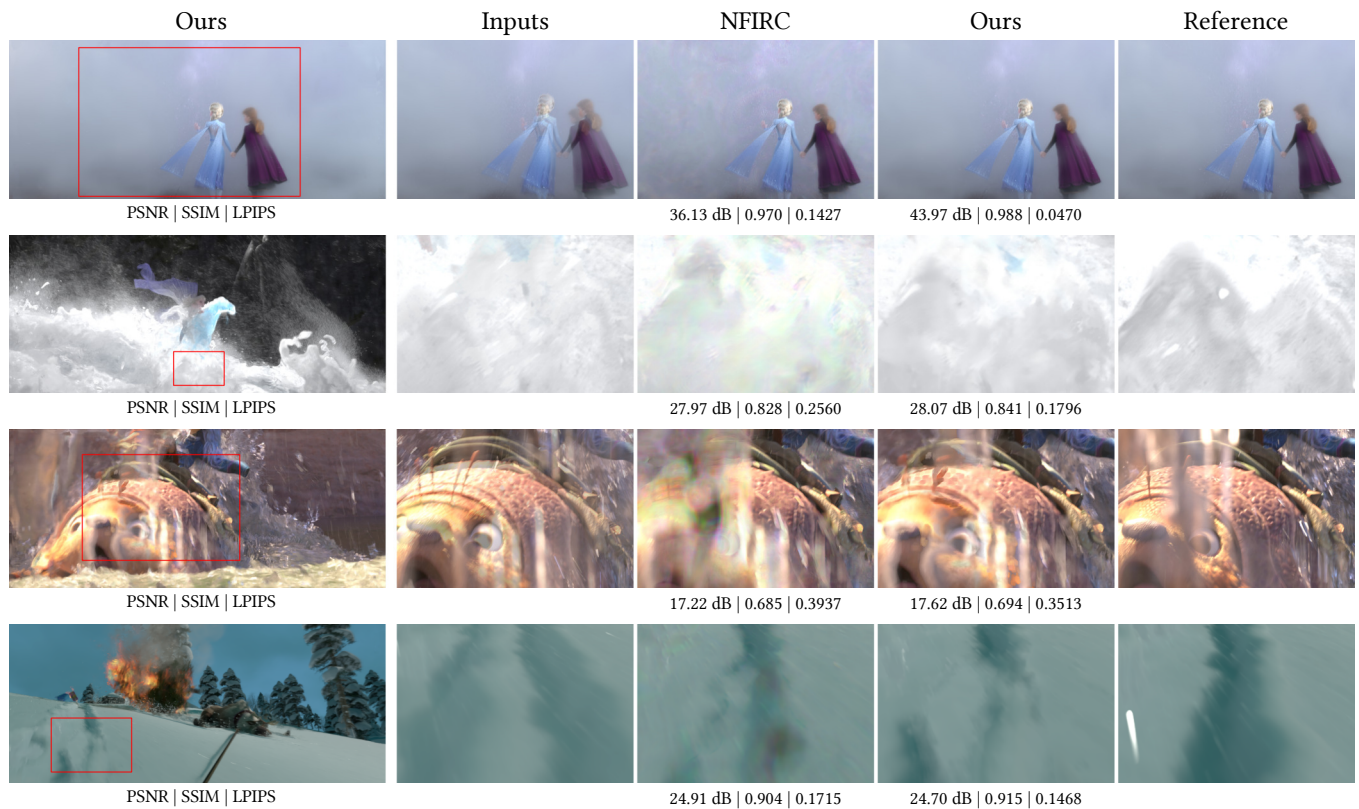 Ours Inputs NFIRC Ours Reference
PSNR | SSIM | LPIPS 36.13 dB | 0.970 | 0.1427 43.97 dB | 0.988 | 0.0470
PSNR | SSIM | LPIPS 27.97 dB | 0.828 | 0.2560 28.07 dB | 0.841 | 0.1796
PSNR | SSIM | LPIPS 17.22 dB | 0.685 | 0.3937 17.62 dB | 0.694 | 0.3513
PSNR | SSIM | LPIPS 24.91 dB | 0.904 | 0.1715 24.70 dB | 0.915 | 0.1468